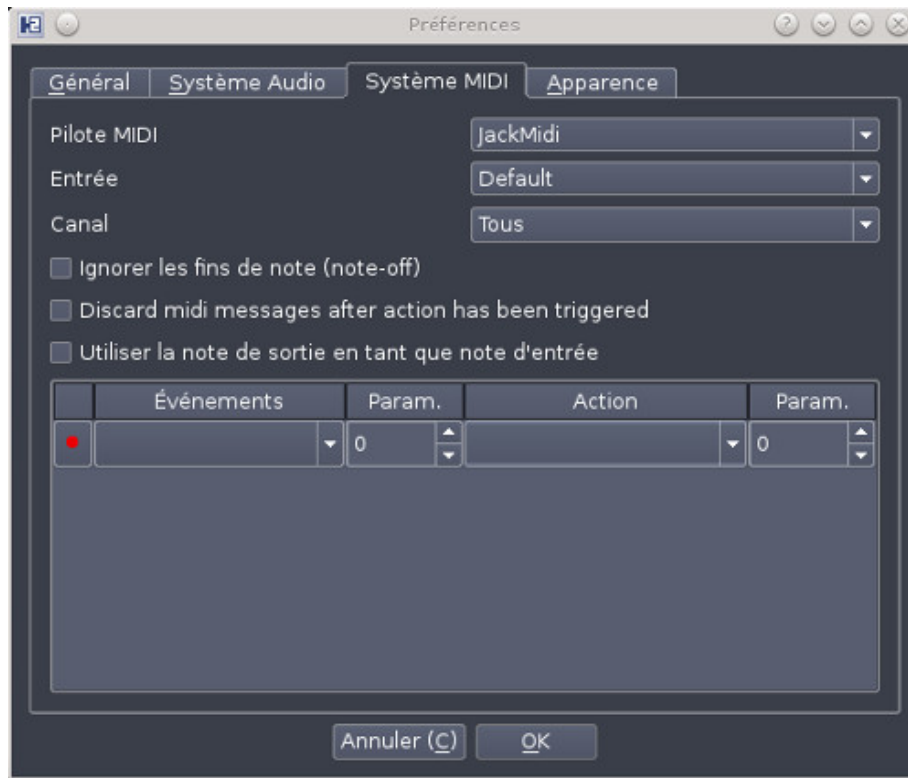 Préférences
Général Système Audio Système MIDI Apparence
Pilote MIDI JackMidi
Entrée Default
Canal Tous
Ignorer les fins de note (note-off)
Discard midi messages after action has been triggered
Utiliser la note de sortie en tant que note d'entrée
Événements Param. Action Param.
0 0
Annuler (C) OK